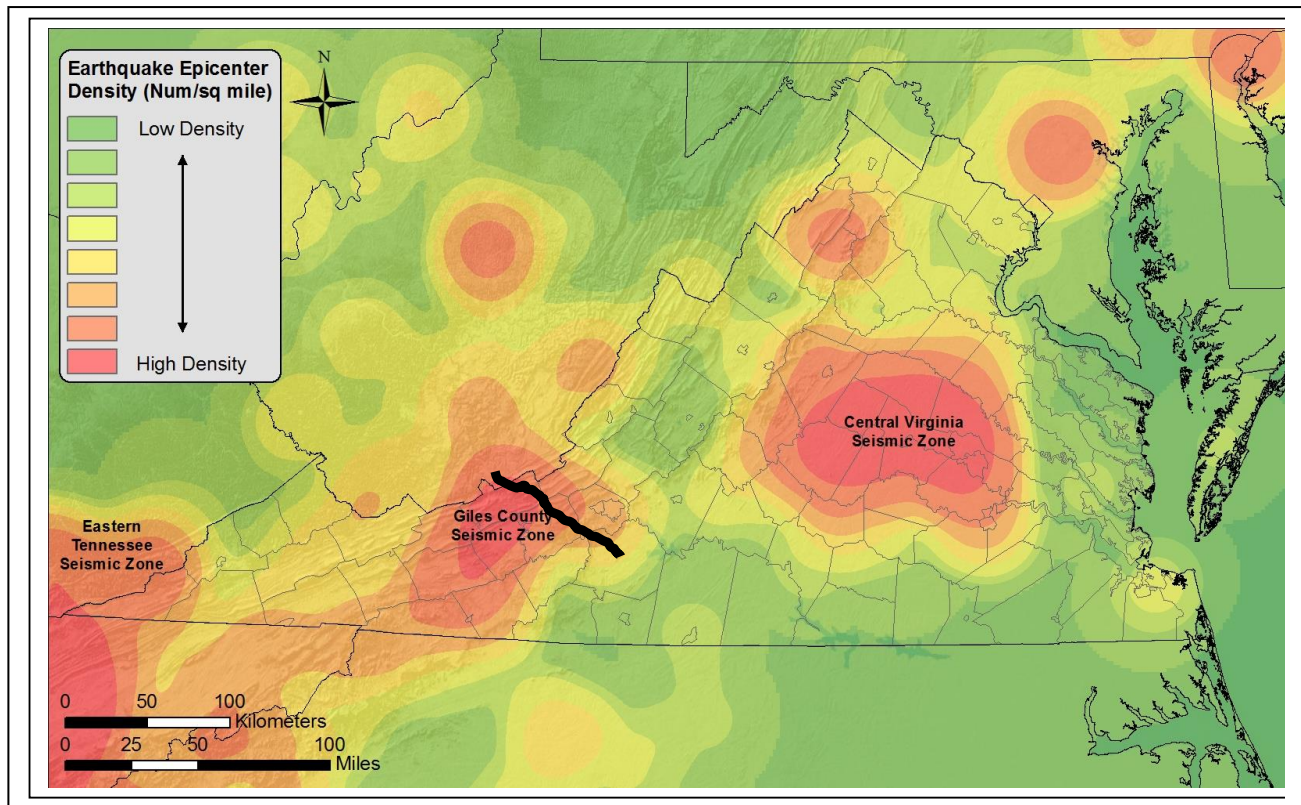 Earthquake Epicenter
Density (Num/sq mile)
Low Density
High Density
N
Central Virginia
Seismic Zone
Giles County
Seismic Zone
Eastern
Tennessee
Seismic Zone
0 50 100
Kilometers
0 25 50 100
Miles